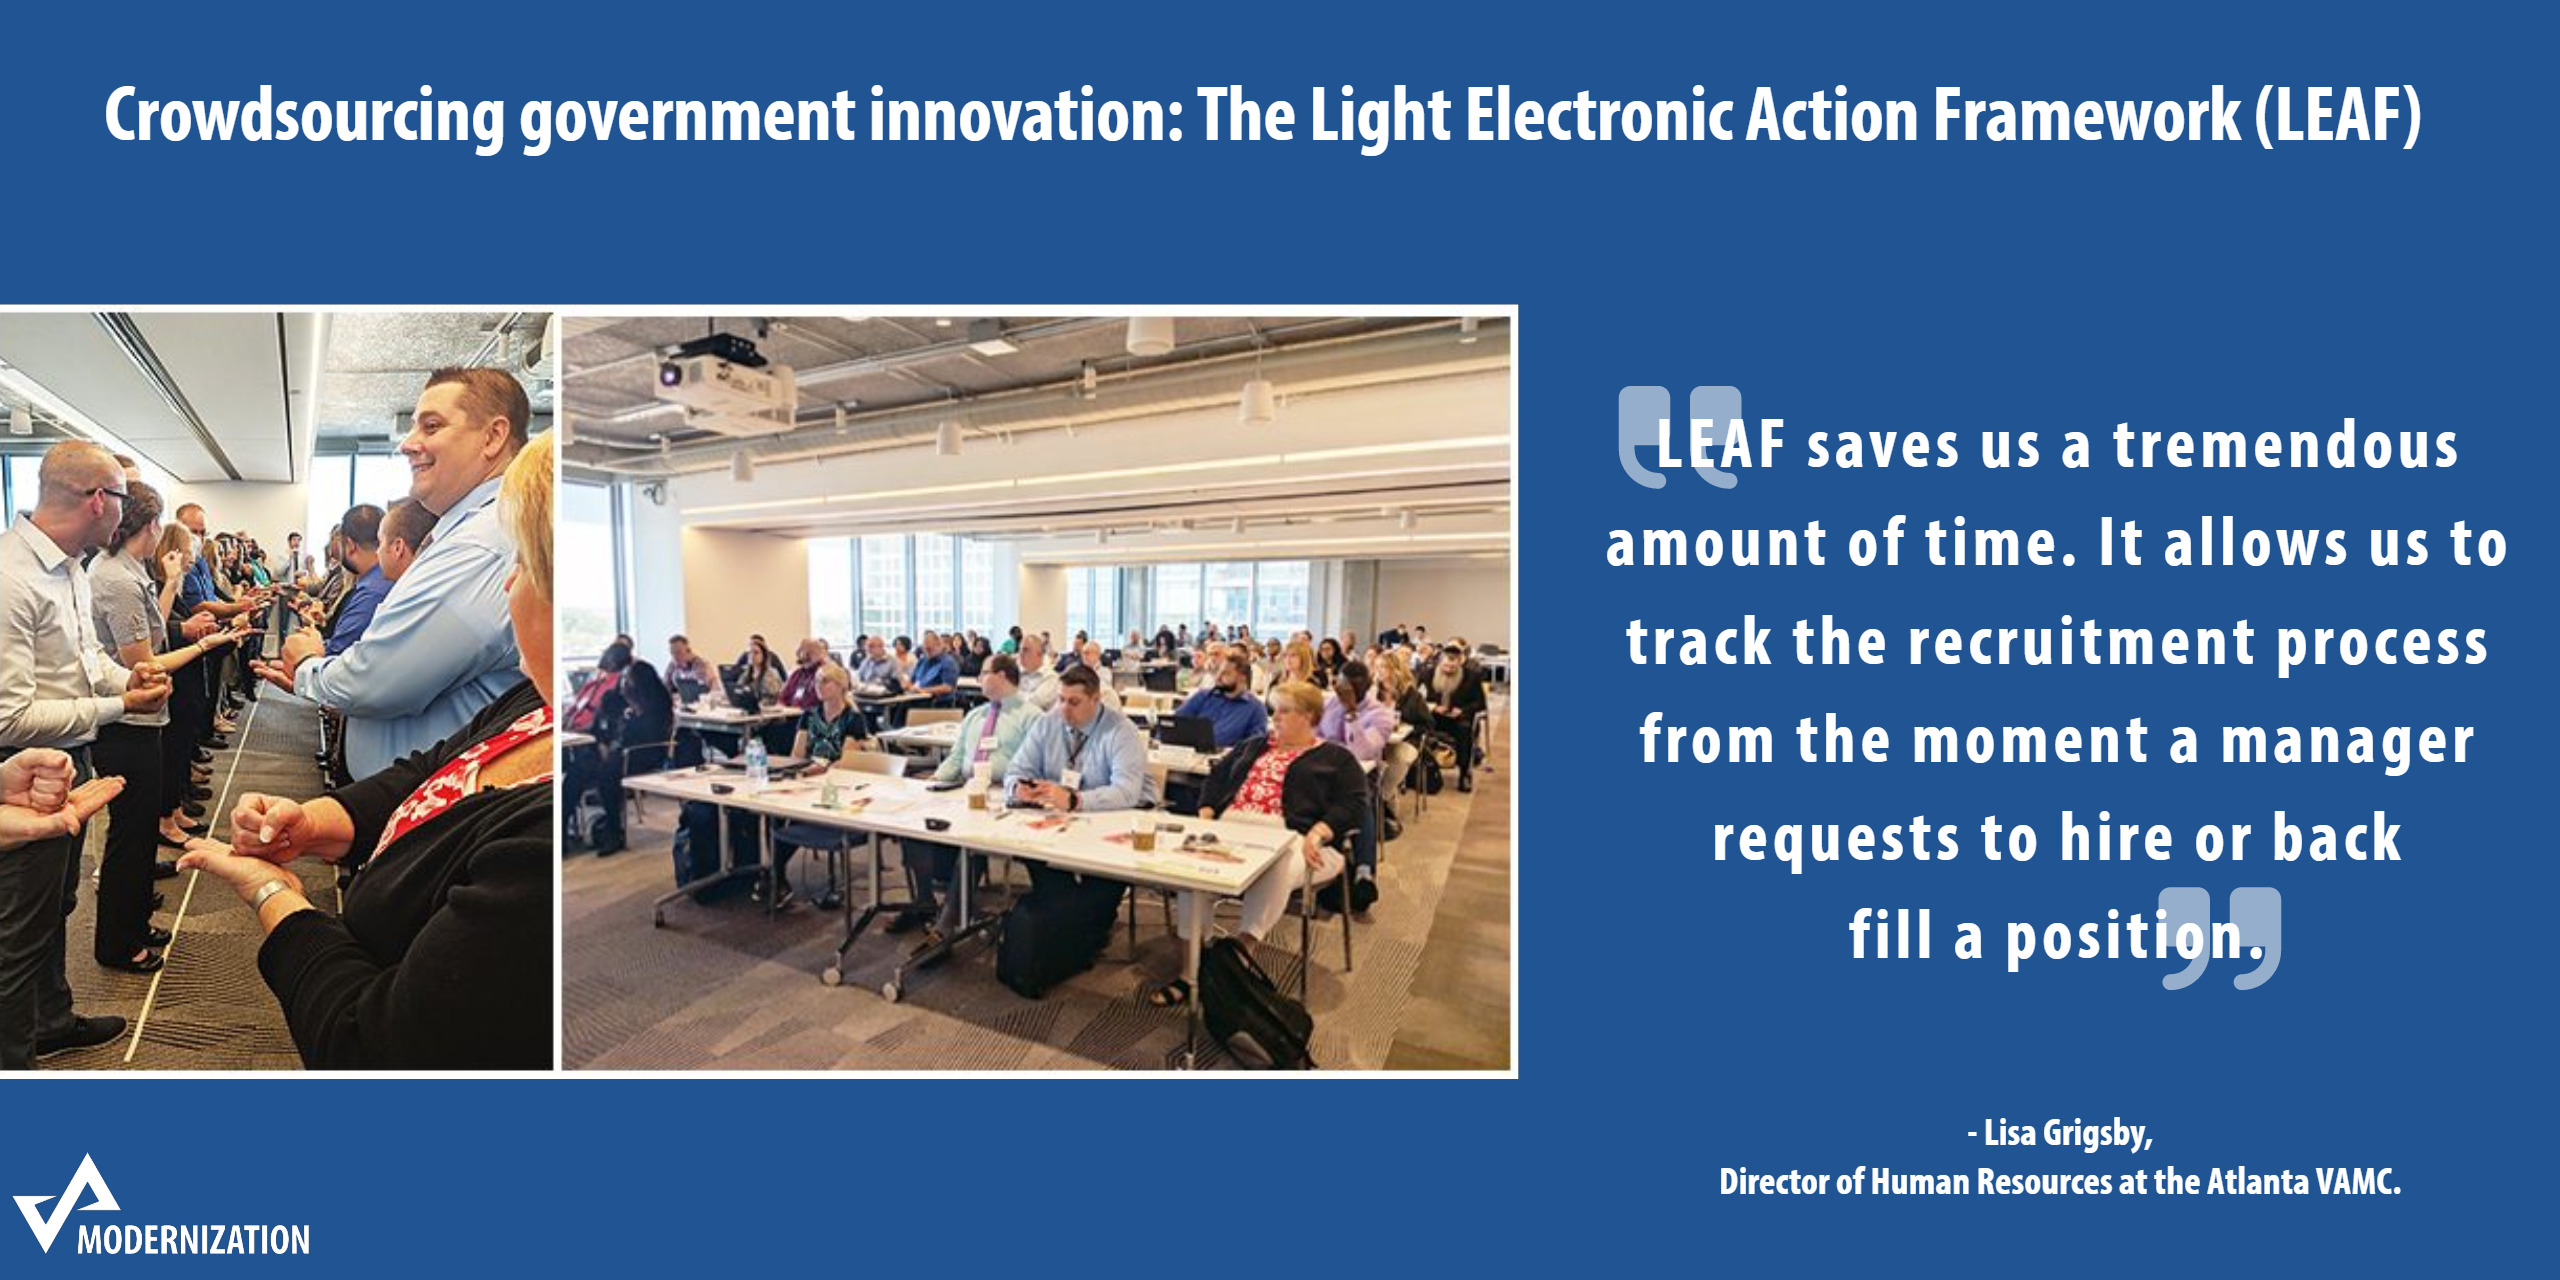 Crowdsourcing government innovation: The Light Electronic Action Framework (LEAF)
LEAF saves us a tremendous
amount of time. It allows us to
track the recruitment process
from the moment a manager
requests to hire or back
fill a position.
- Lisa Grigsby,
Director of Human Resources at the Atlanta VAMC.
MODERNIZATION